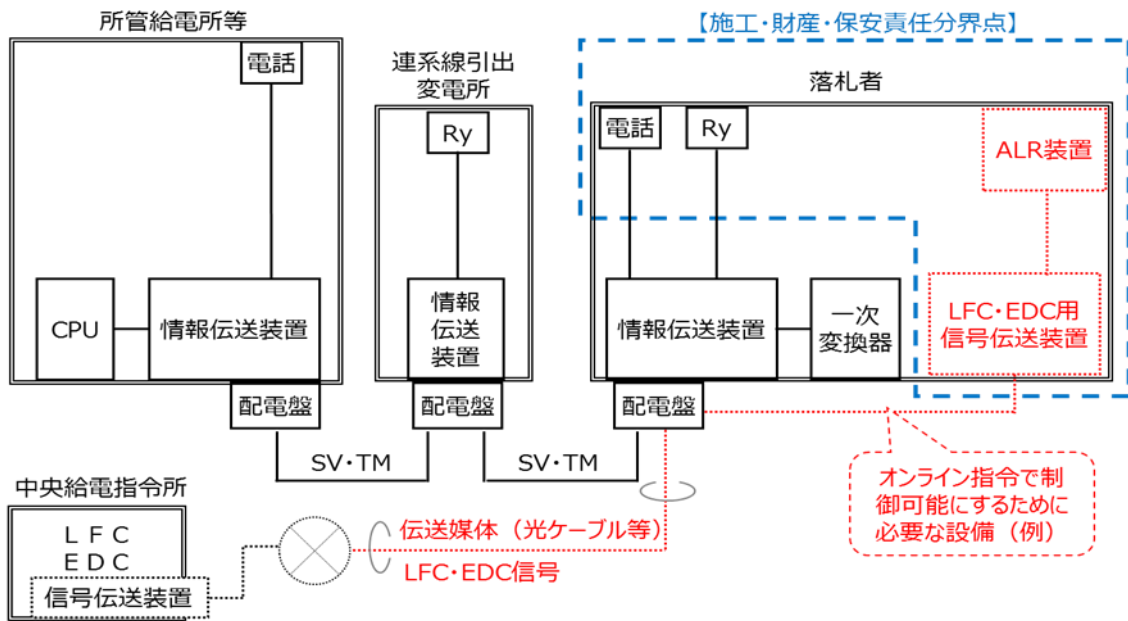 所管給電所等
電話
CPU
情報伝送装置
配電盤
連系線引出
変電所
Ry
情報
伝送
装置
配電盤
【施工・財産・保安責任分界点】
落札者
電話
Ry
ALR装置
情報伝送装置
一次
変換器
LFC・EDC用
信号伝送装置
配電盤
SV・TM
SV・TM
オンライン指令で制
御可能にするために
必要な設備（例）
中央給電指令所
ＬＦＣ
ＥＤＣ
信号伝送装置
伝送媒体（光ケーブル等）
LFC・EDC信号